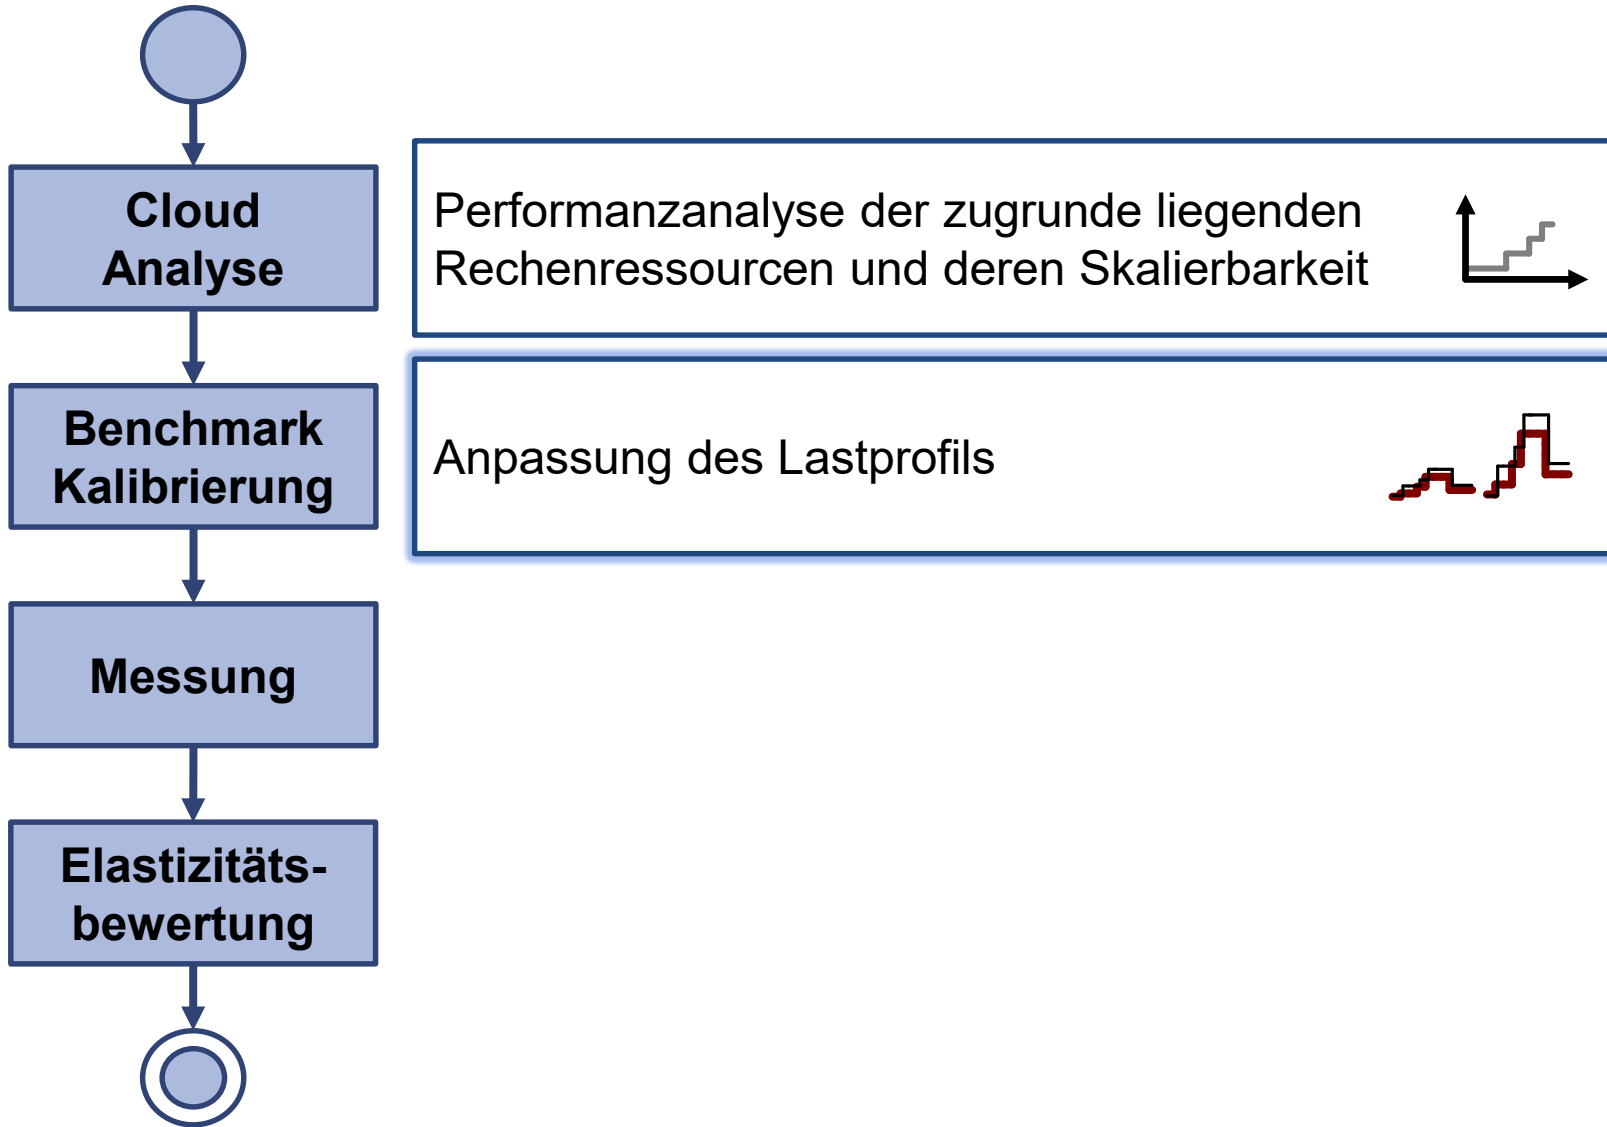 Cloud
Analyse
Performanzanalyse der zugrunde liegenden
Rechenressourcen und deren Skalierbarkeit
Benchmark
Kalibrierung
Anpassung des Lastprofils
Messung
Elastizitäts-
bewertung